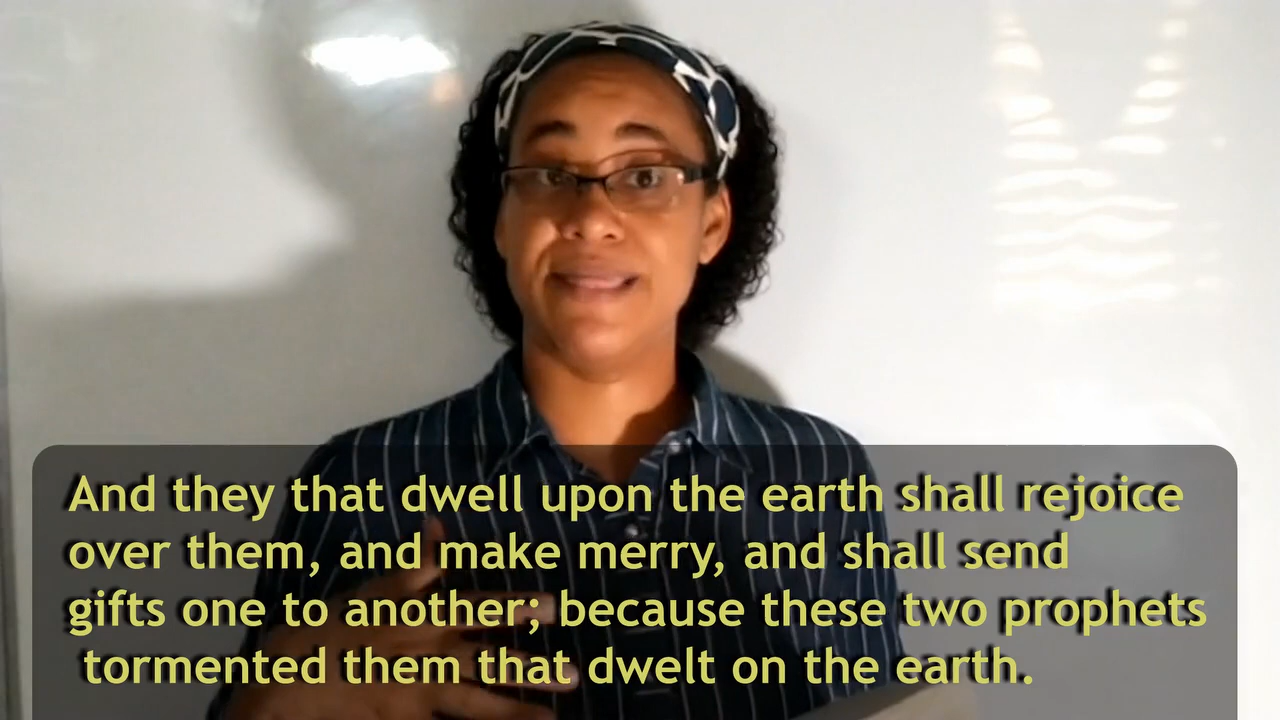 And they that dwell upon the earth shall rejoice
over them, and make merry, and shall send
gifts one to another; because these two prophets
tormented them that dwelt on the earth.